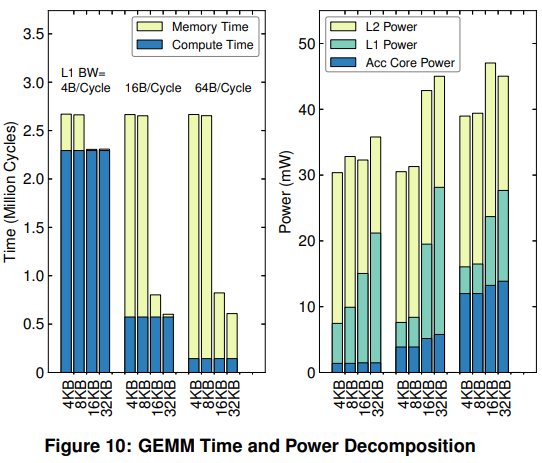 Memory Time
Compute Time
L1 BW=
4B/Cycle
16B/Cycle
64B/Cycle
Time (Million Cycles)
3.5
3.0
2.5
2.0
1.5
1.0
0.5
0
4KB
8KB
16KB
32KB
4KB
8KB
16KB
32KB
4KB
8KB
16KB
32KB
L2 Power
L1 Power
Acc Core Power
Power (mW)
50
40
30
20
10
0
4KB
8KB
16KB
32KB
4KB
8KB
16KB
32KB
4KB
8KB
16KB
32KB
Figure 10: GEMM Time and Power Decomposition